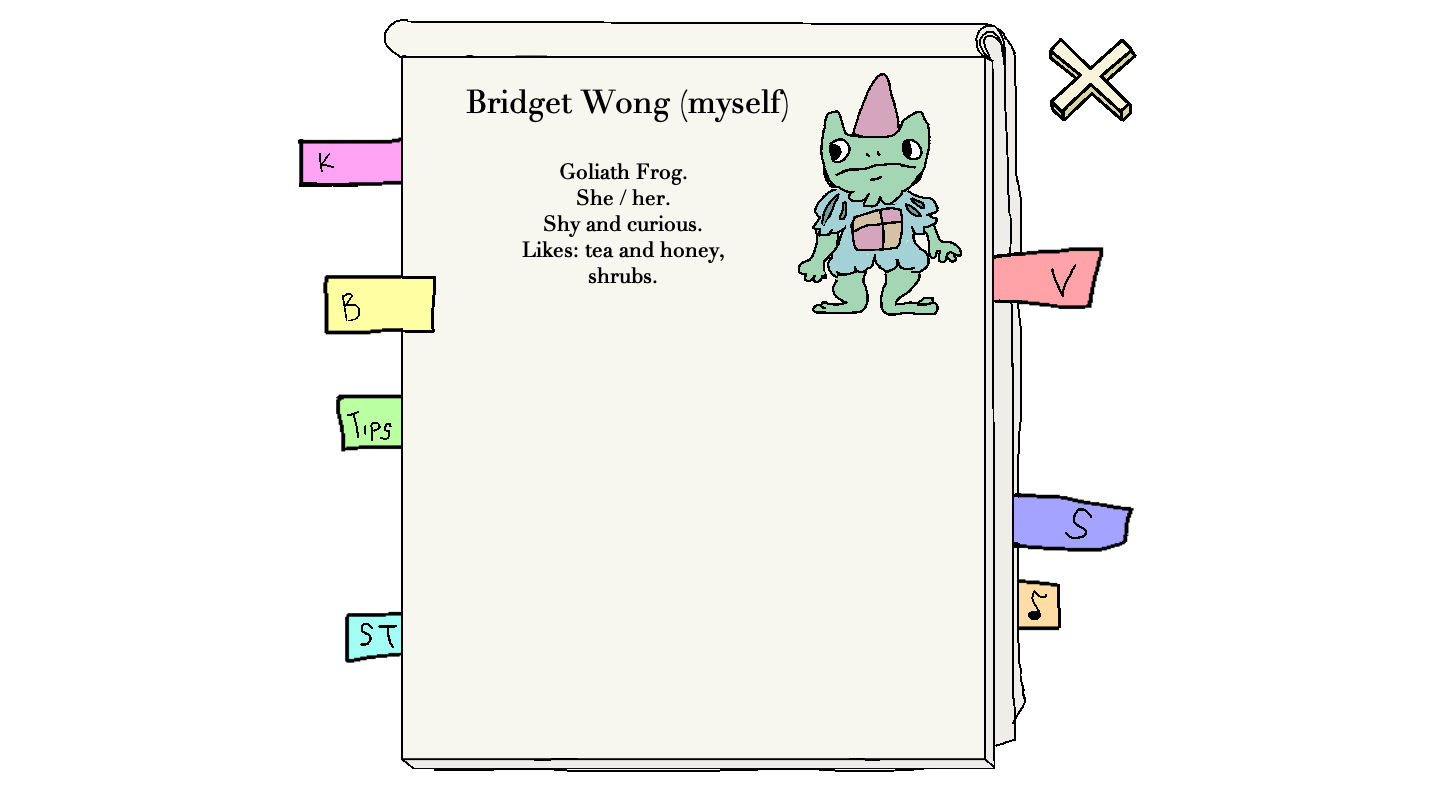 Bridget Wong (myself)
Goliath Frog.
She / her.
Shy and curious.
Likes: tea and honey,
shrubs.
K
B
Tips
ST
V
S